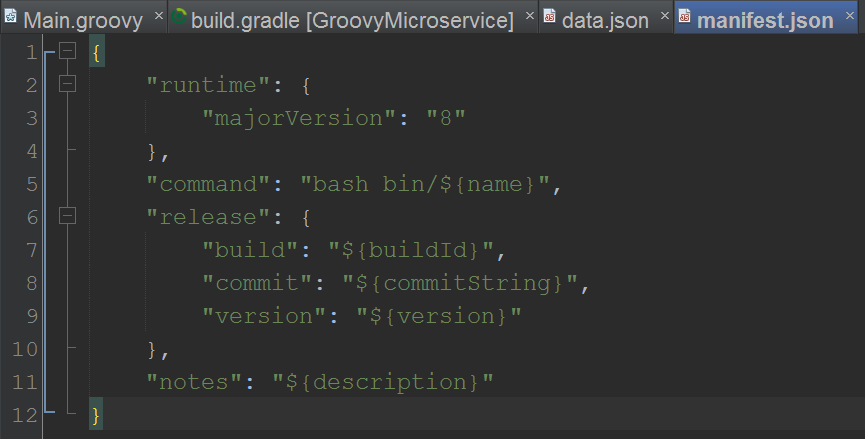 Main.groovy × build.gradle [GroovyMicroservice] × data.json × manifest.json ×
1 {
2     "runtime": {
3         "majorVersion": "8"
4     },
5     "command": "bash bin/${name}",
6     "release": {
7         "build": "${buildId}",
8         "commit": "${commitString}",
9         "version": "${version}"
10     },
11     "notes": "${description}"
12 }